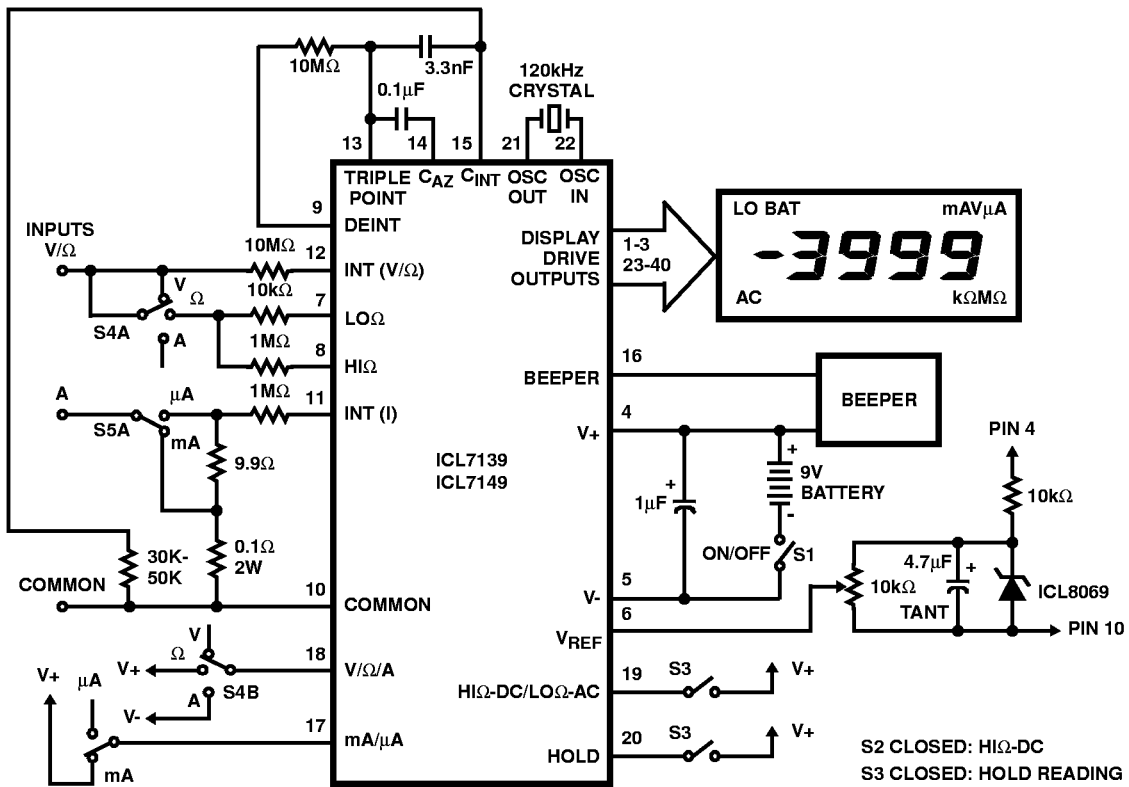 10MΩ
3.3nF
0.1μF
120kHz
CRYSTAL
13
14
15
21
22
TRIPLE
POINT
CAZ
CINT
OSC
OUT
OSC
IN
9
DEINT
INPUTS
V/Ω
10MΩ
12
INT (V/Ω)
V
Ω
10kΩ
7
LOΩ
S4A
A
1MΩ
8
HIΩ
A
μA
1MΩ
11
INT (I)
S5A
mA
9.9Ω
30K-
50K
0.1Ω
2W
COMMON
10
COMMON
V
Ω
V+
18
V/Ω/A
A
S4B
V-
V+
μA
17
mA/μA
mA
ICL7139
ICL7149
DISPLAY
DRIVE
OUTPUTS
1-3
23-40
LO BAT
mAVμA
-3999
AC
kΩMΩ
16
BEEPER
BEEPER
4
V+
+
1μF
+
9V
BATTERY
-
ON/OFF
S1
5
V-
6
VREF
PIN 4
10kΩ
10kΩ
4.7μF
+
TANT
ICL8069
PIN 10
19
HIΩ-DC/LOΩ-AC
S3
V+
20
HOLD
S3
V+
S2 CLOSED: HIΩ-DC
S3 CLOSED: HOLD READING